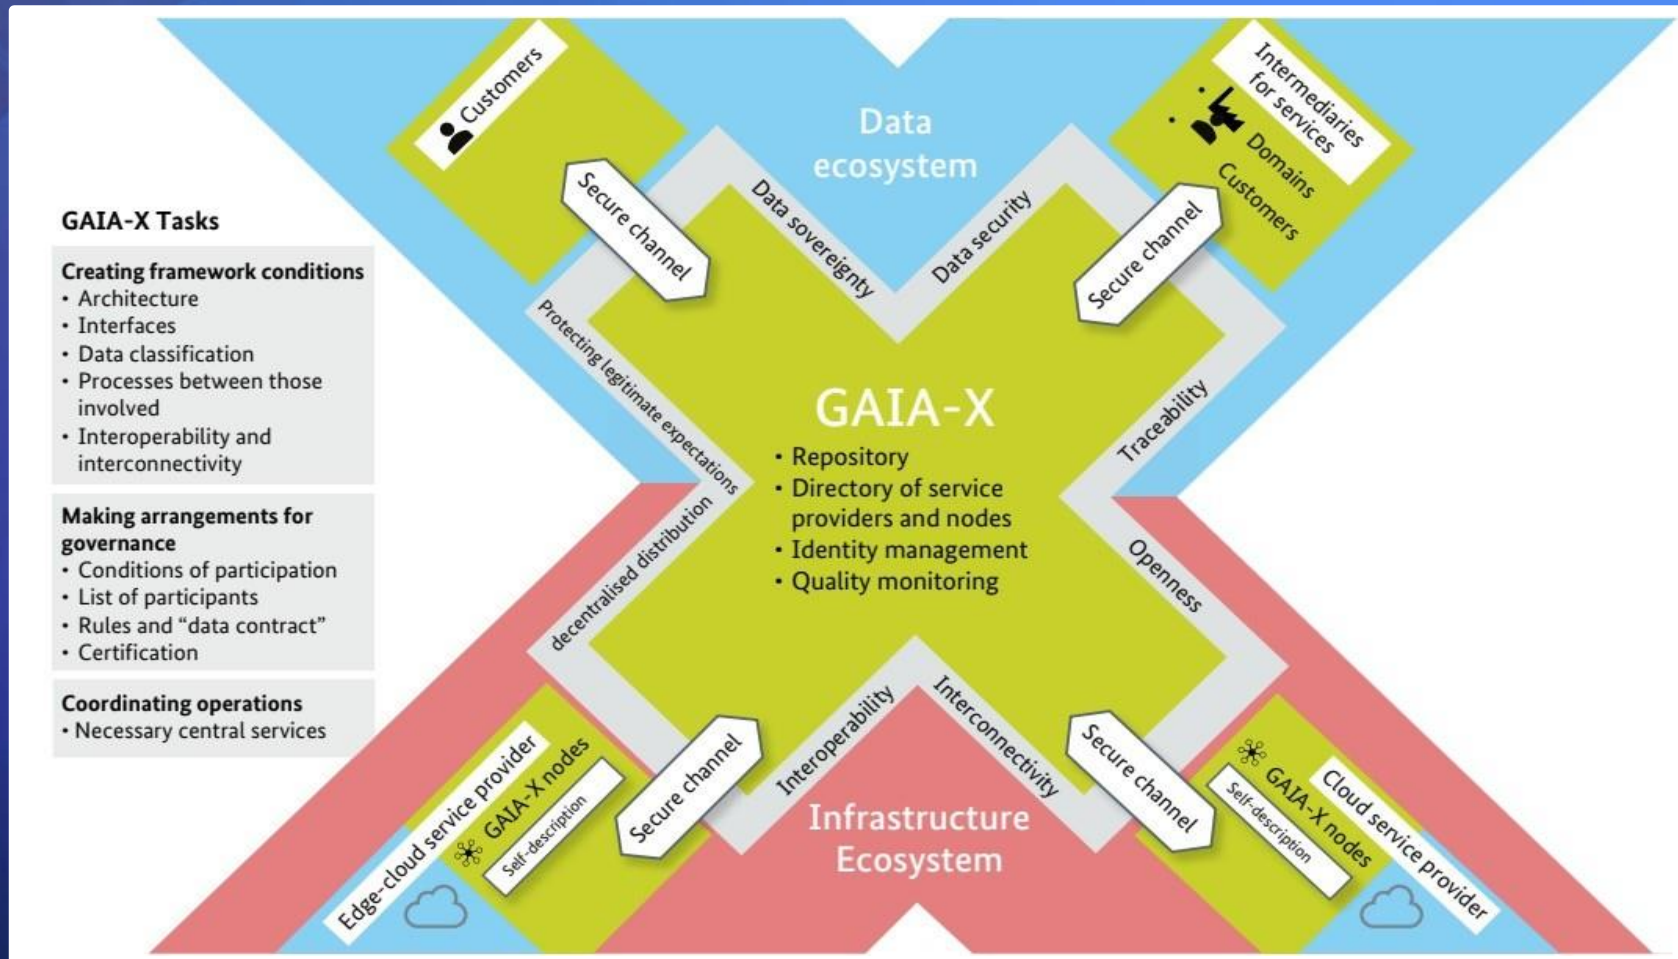 GAIA-X Tasks
Creating framework conditions
• Architecture
• Interfaces
• Data classification
• Processes between those
involved
• Interoperability and
interconnectivity
Making arrangements for
governance
• Conditions of participation
• List of participants
• Rules and “data contract”
• Certification
Coordinating operations
• Necessary central services
Customers
Secure channel
Data
ecosystem
Intermediaries
for services
Domains
Customers
Secure channel
Data sovereignty
Data security
Protecting legitimate expectations
Traceability
GAIA-X
• Repository
• Directory of service
providers and nodes
• Identity management
• Quality monitoring
decentralised distribution
Openness
Interoperability
Interconnectivity
Edge-cloud service provider
GAIA-X nodes
Self-description
Secure channel
Infrastructure
Ecosystem
Secure channel
Cloud service provider
GAIA-X nodes
Self-description